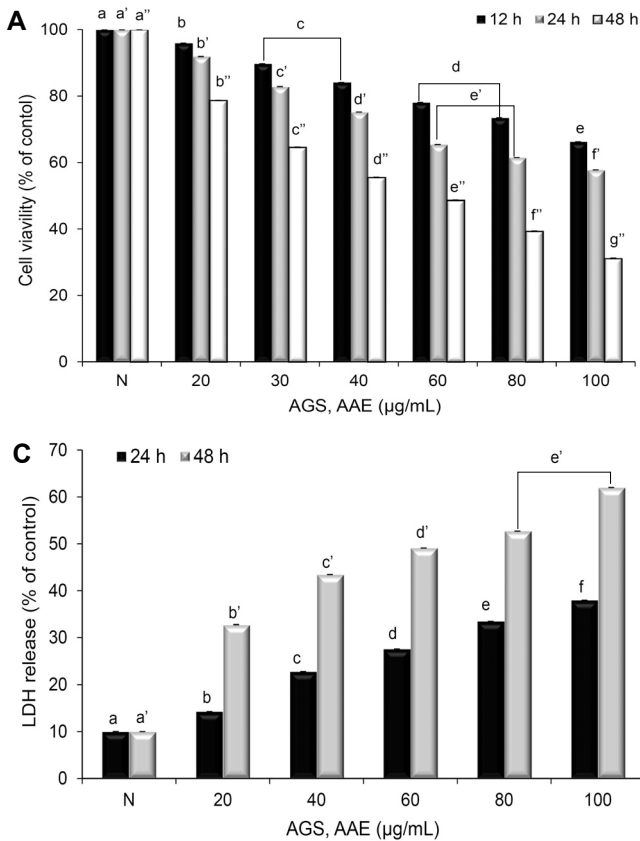 A
12 h 24 h 48 h
Cell viavility (% of contol)
100
80
60
40
20
0
a a’ a”
b
b’
b”
c
c’
c”
d’
d”
d
e’
e”
f”
e
f’
g”
N 20 30 40 60 80 100
AGS, AAE (µg/mL)
C
24 h 48 h
LDH release (% of control)
70
60
50
40
30
20
10
0
a a’
b
b’
c
c’
d
d’
e
e’
f
N 20 40 60 80 100
AGS, AAE (µg/mL)